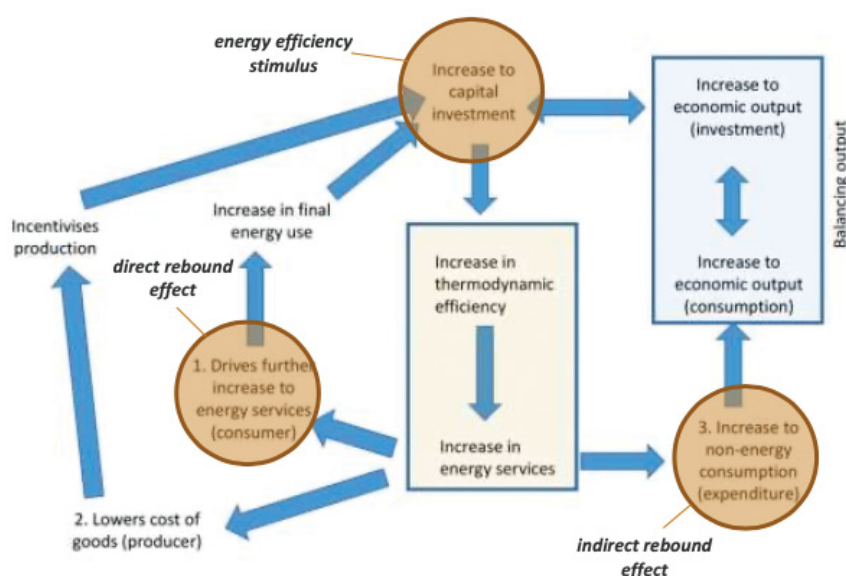 energy efficiency
stimulus
Increase to
capital
investment
Increase to
economic output
(investment)
Balancing output
Increase to
economic output
(consumption)
Incentivises
production
Increase in final
energy use
direct rebound
effect
Increase in
thermodynamic
efficiency
Increase in
energy services
1. Drives further
increase to
energy services
(consumer)
2. Lowers cost of
goods (producer)
3. Increase to
non-energy
consumption
(expenditure)
indirect rebound
effect